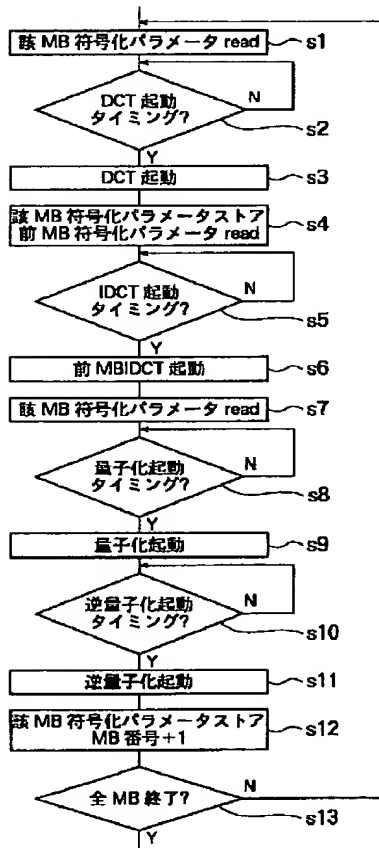 該 MB 符号化パラメータ read
s1
DCT 起動
タイミング?
N
s2
Y
DCT 起動
s3
該 MB 符号化パラメータストア
前 MB 符号化パラメータ read
s4
IDCT 起動
タイミング?
N
s5
Y
前 MBIDCT 起動
s6
該 MB 符号化パラメータ read
s7
量子化起動
タイミング?
N
s8
Y
量子化起動
s9
逆量子化起動
タイミング?
N
s10
Y
逆量子化起動
s11
該 MB 符号化パラメータストア
MB 番号+1
s12
全 MB 終了?
N
s13
Y